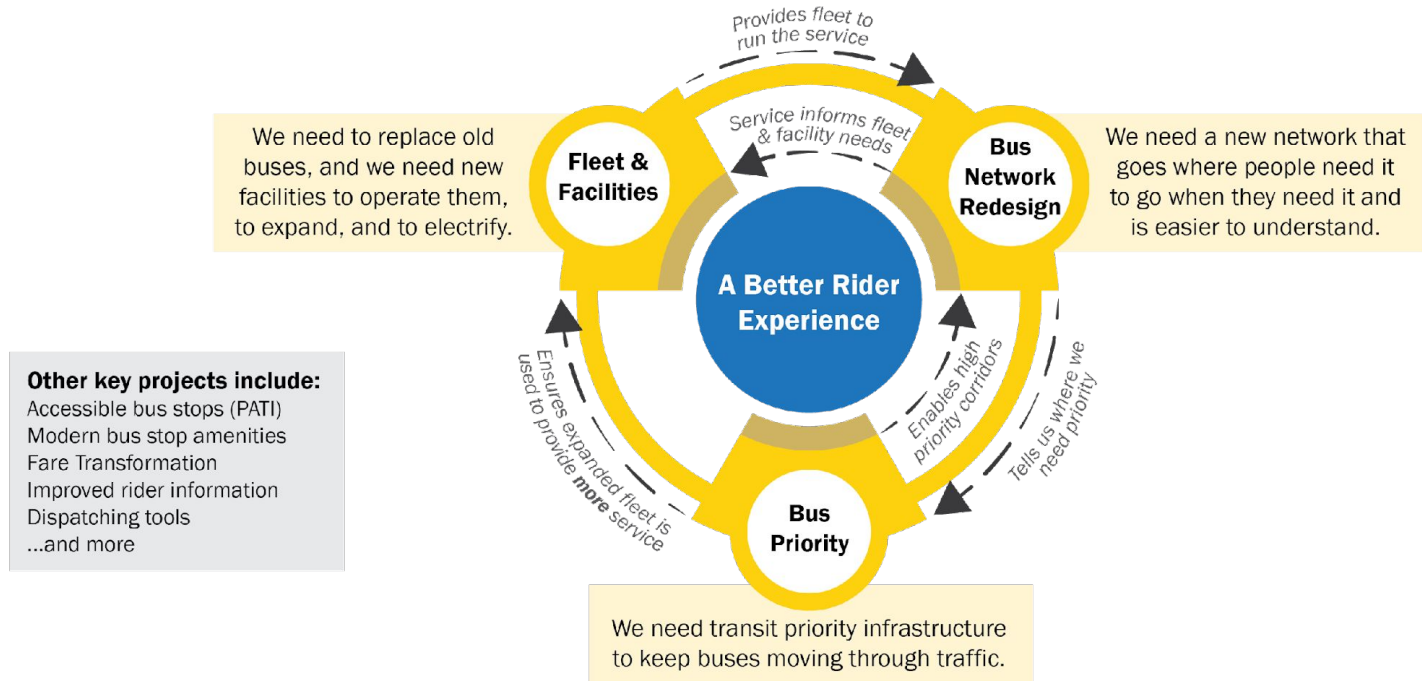 Provides fleet to
run the service
Service informs fleet
& facility needs
We need to replace old
buses, and we need new
facilities to operate them,
to expand, and to electrify.
Fleet &
Facilities
Bus
Network
Redesign
We need a new network that
goes where people need it
to go when they need it and
is easier to understand.
A Better Rider
Experience
Enables high
priority corridors
Tells us where we
need priority
Ensures expanded fleet is
used to provide more service
Other key projects include:
Accessible bus stops (PATI)
Modern bus stop amenities
Fare Transformation
Improved rider information
Dispatching tools
...and more
Bus
Priority
We need transit priority infrastructure
to keep buses moving through traffic.